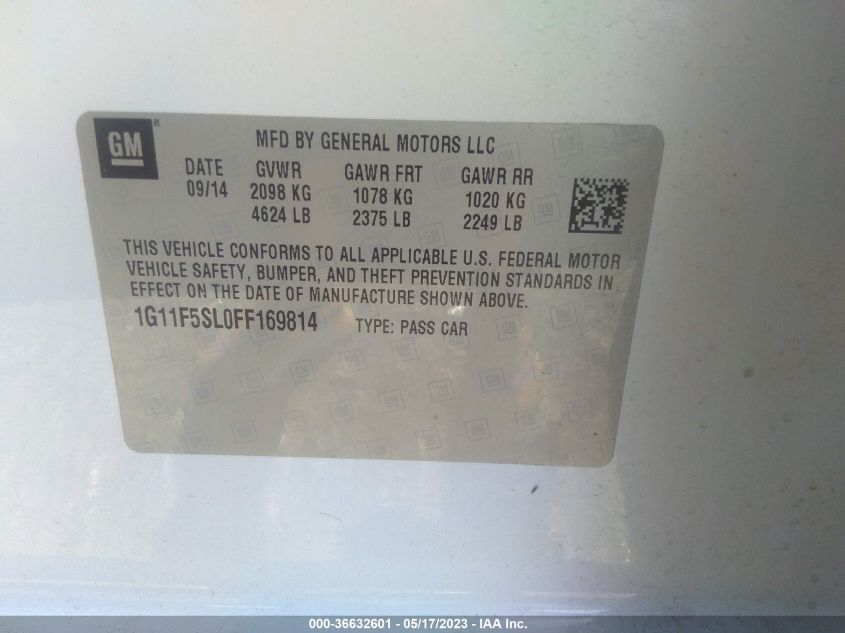 GM ®
MFD BY GENERAL MOTORS LLC
DATE GVWR GAWR FRT GAWR RR
09/14 2098 KG 1078 KG 1020 KG
4624 LB 2375 LB 2249 LB
THIS VEHICLE CONFORMS TO ALL APPLICABLE U.S. FEDERAL MOTOR
VEHICLE SAFETY, BUMPER, AND THEFT PREVENTION STANDARDS IN
EFFECT ON THE DATE OF MANUFACTURE SHOWN ABOVE.
1G11F5SL0FF169814 TYPE: PASS CAR
000-36632601 - 05/17/2023 - IAA Inc.